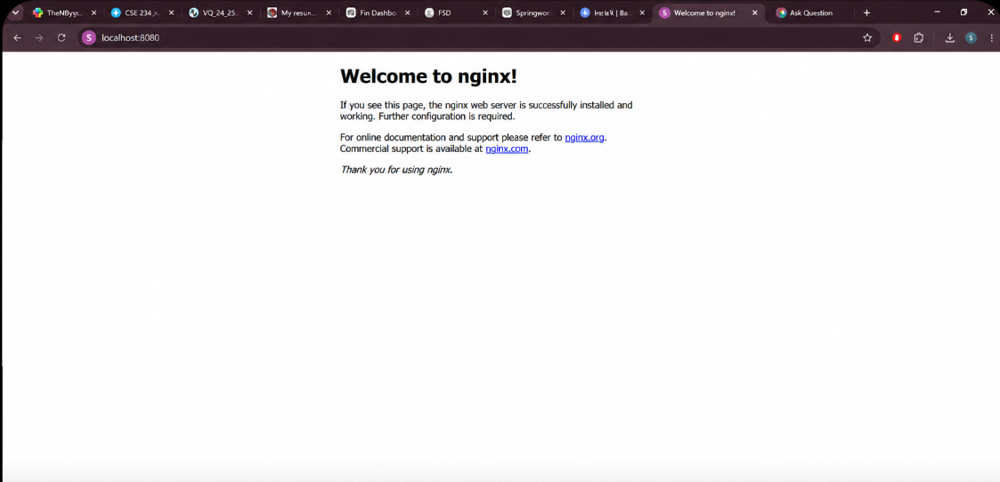 TheNByy...
CSE 234
VQ_24_25...
My resum...
Fin Dashbo
FSD
Springwor
| Ba...
Welcome to nginx!
Ask Question
S
localhost:8080
S
Welcome to nginx!
If you see this page, the nginx web server is successfully installed and
working. Further configuration is required.
For online documentation and support please refer to nginx.org.
Commercial support is available at nginx.com.
Thank you for using nginx.